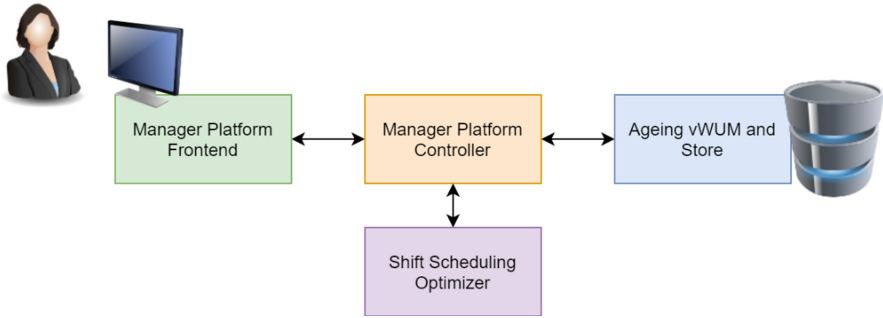 Manager Platform
Frontend
Manager Platform
Controller
Ageing vWUM and
Store
Shift Scheduling
Optimizer